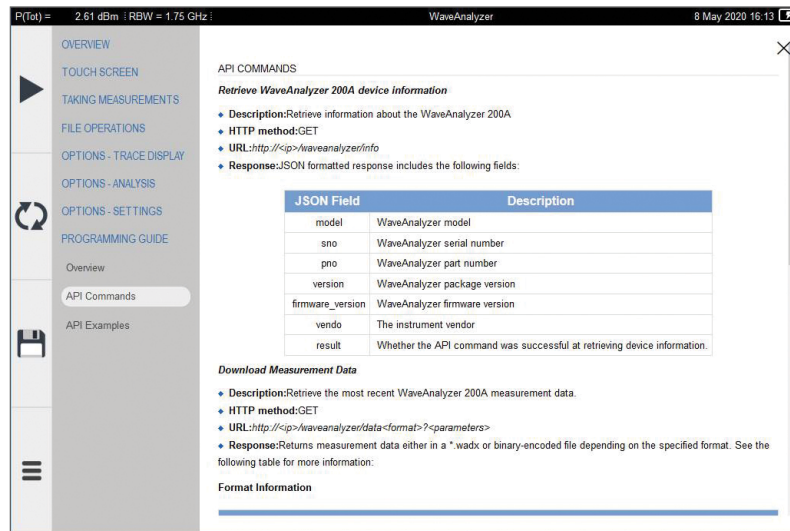 P(Tot) = 2.61 dBm RBW = 1.75 GHz WaveAnalyzer 8 May 2020 16:13
OVERVIEW
TOUCH SCREEN
TAKING MEASUREMENTS
FILE OPERATIONS
OPTIONS - TRACE DISPLAY
OPTIONS - ANALYSIS
OPTIONS - SETTINGS
PROGRAMMING GUIDE
Overview
API Commands
API Examples
API COMMANDS
Retrieve WaveAnalyzer 200A device information
Description:Retrieve information about the WaveAnalyzer 200A
HTTP method:GET
URL:http://<ip>/waveanalyzer/info
Response:JSON formatted response includes the following fields:
JSON Field Description
model WaveAnalyzer model
sno WaveAnalyzer serial number
pno WaveAnalyzer part number
version WaveAnalyzer package version
firmware_version WaveAnalyzer firmware version
vendo The instrument vendor
result Whether the API command was successful at retrieving device information.
Download Measurement Data
Description:Retrieve the most recent WaveAnalyzer 200A measurement data.
HTTP method:GET
URL:http://<ip>/waveanalyzer/data<format>?<parameters>
Response:Returns measurement data either in a *.wadx or binary-encoded file depending on the specified format. See the
following table for more information:
Format Information